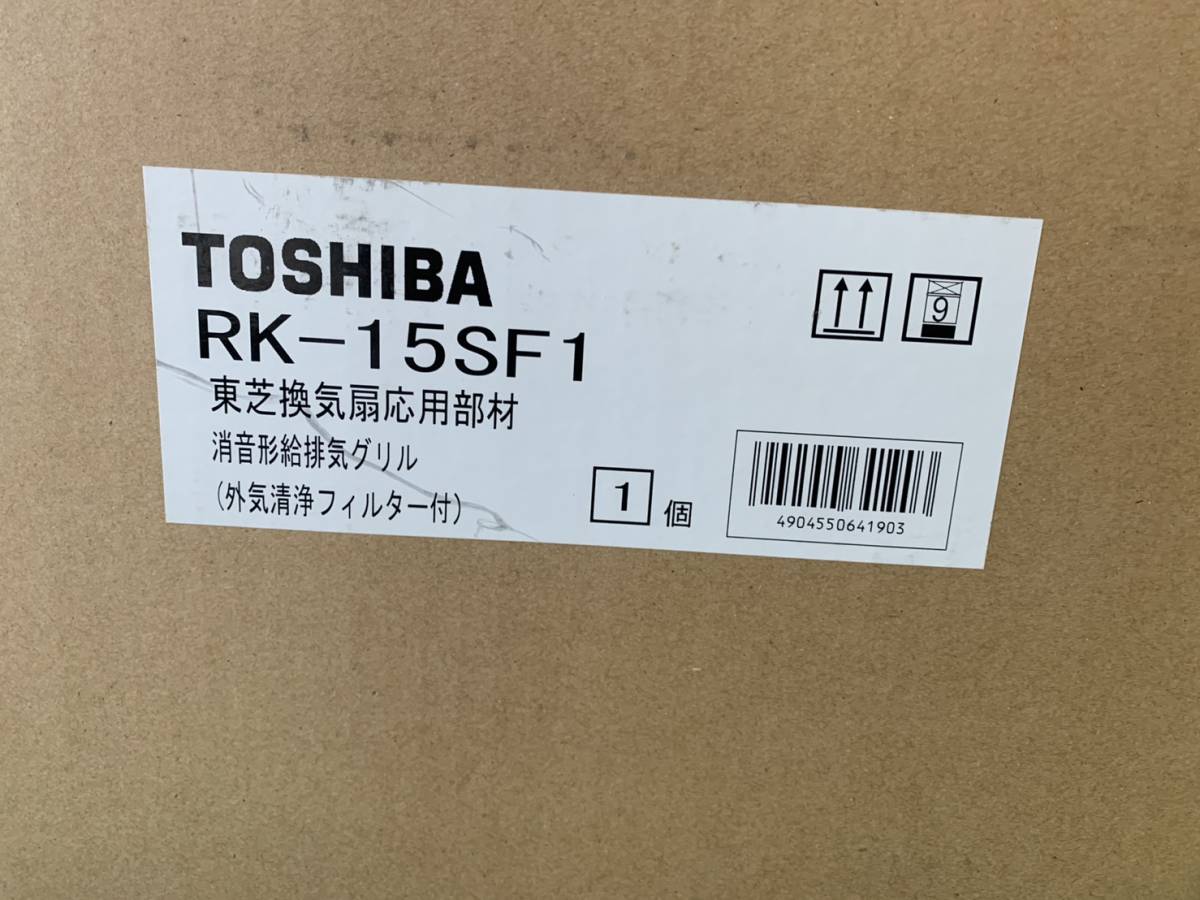 TOSHIBA
RK-15SF1
東芝換気扇応用部材
消音形給排気グリル
(外気清浄フィルター付)
1個
9
4904550641903